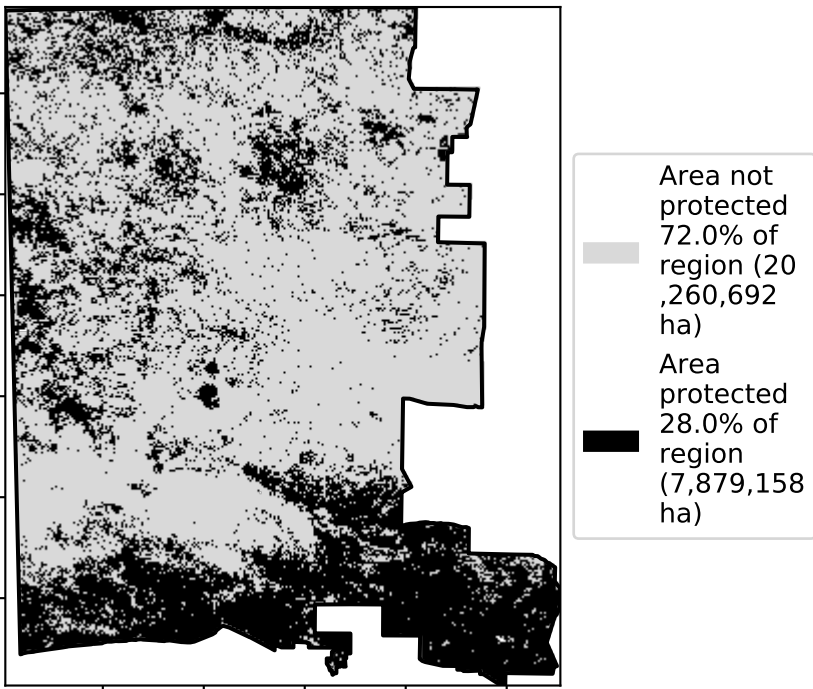 Area not
protected
72.0% of
region (20
,260,692
ha)
Area
protected
28.0% of
region
(7,879,158
ha)